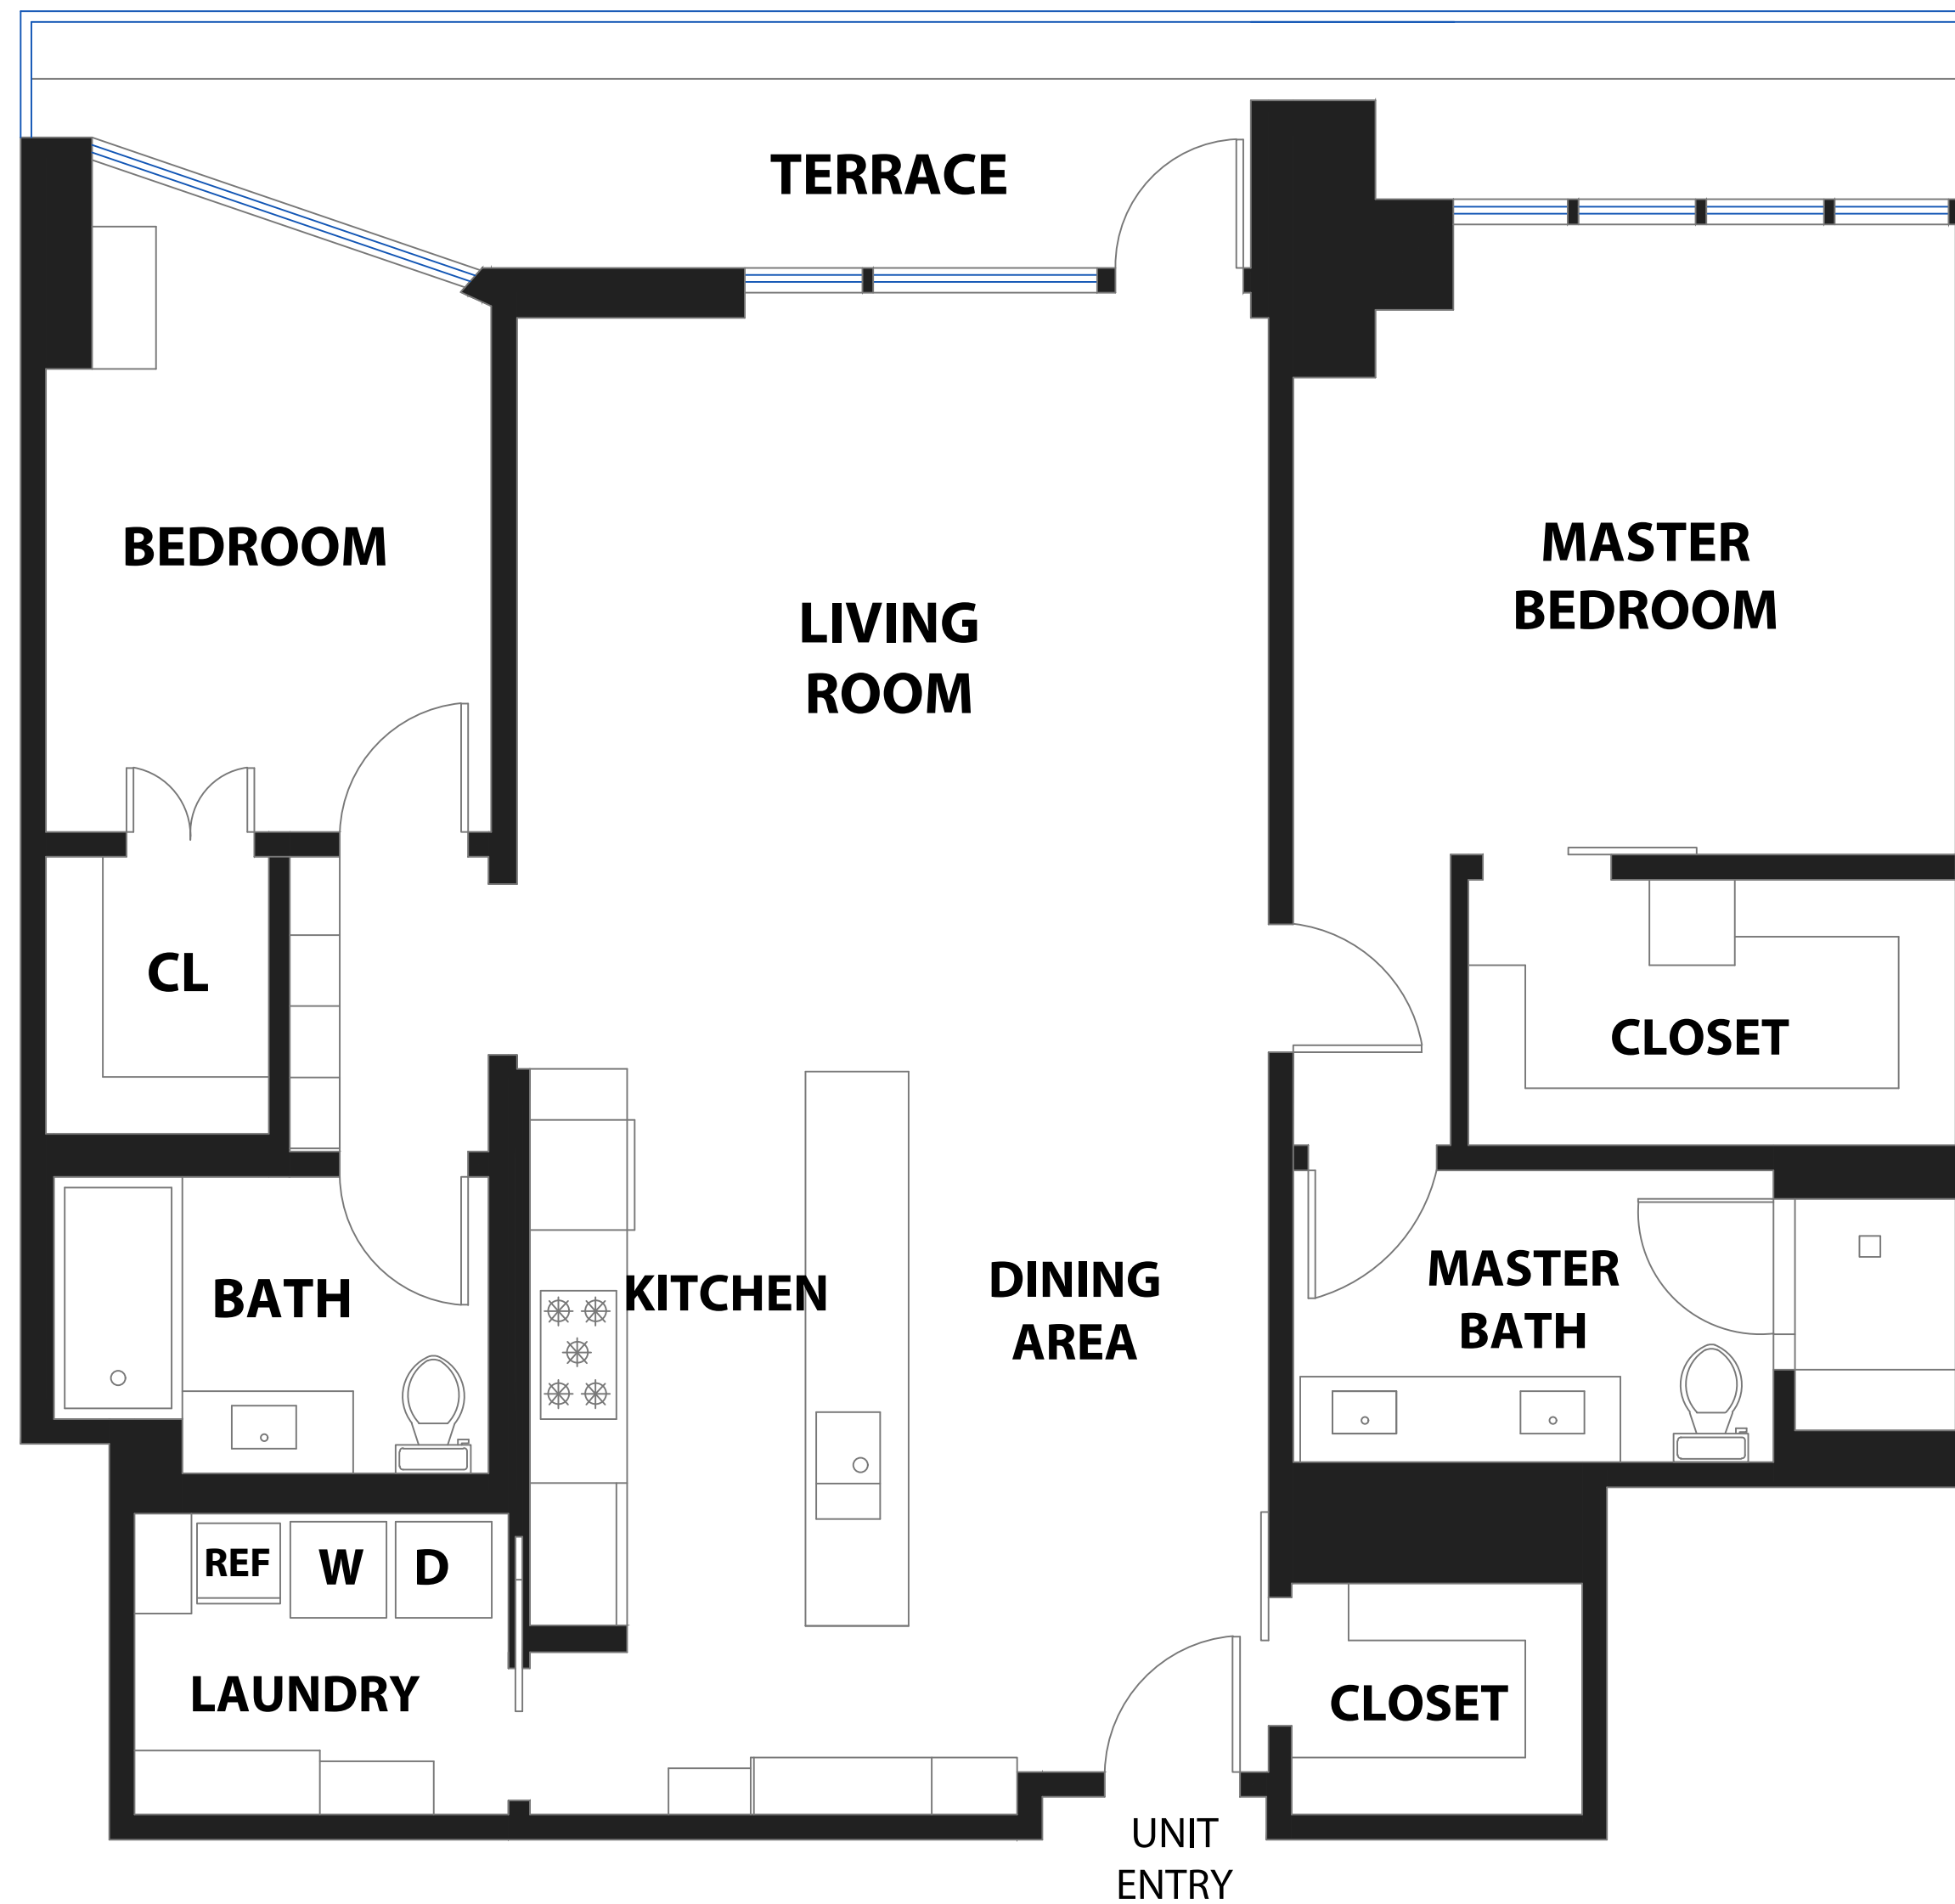 TERRACE
BEDROOM
MASTER
BEDROOM
LIVING
ROOM
CL
CLOSET
BATH
KITCHEN
DINING
AREA
MASTER
BATH
REF
W
D
LAUNDRY
CLOSET
UNIT
ENTRY